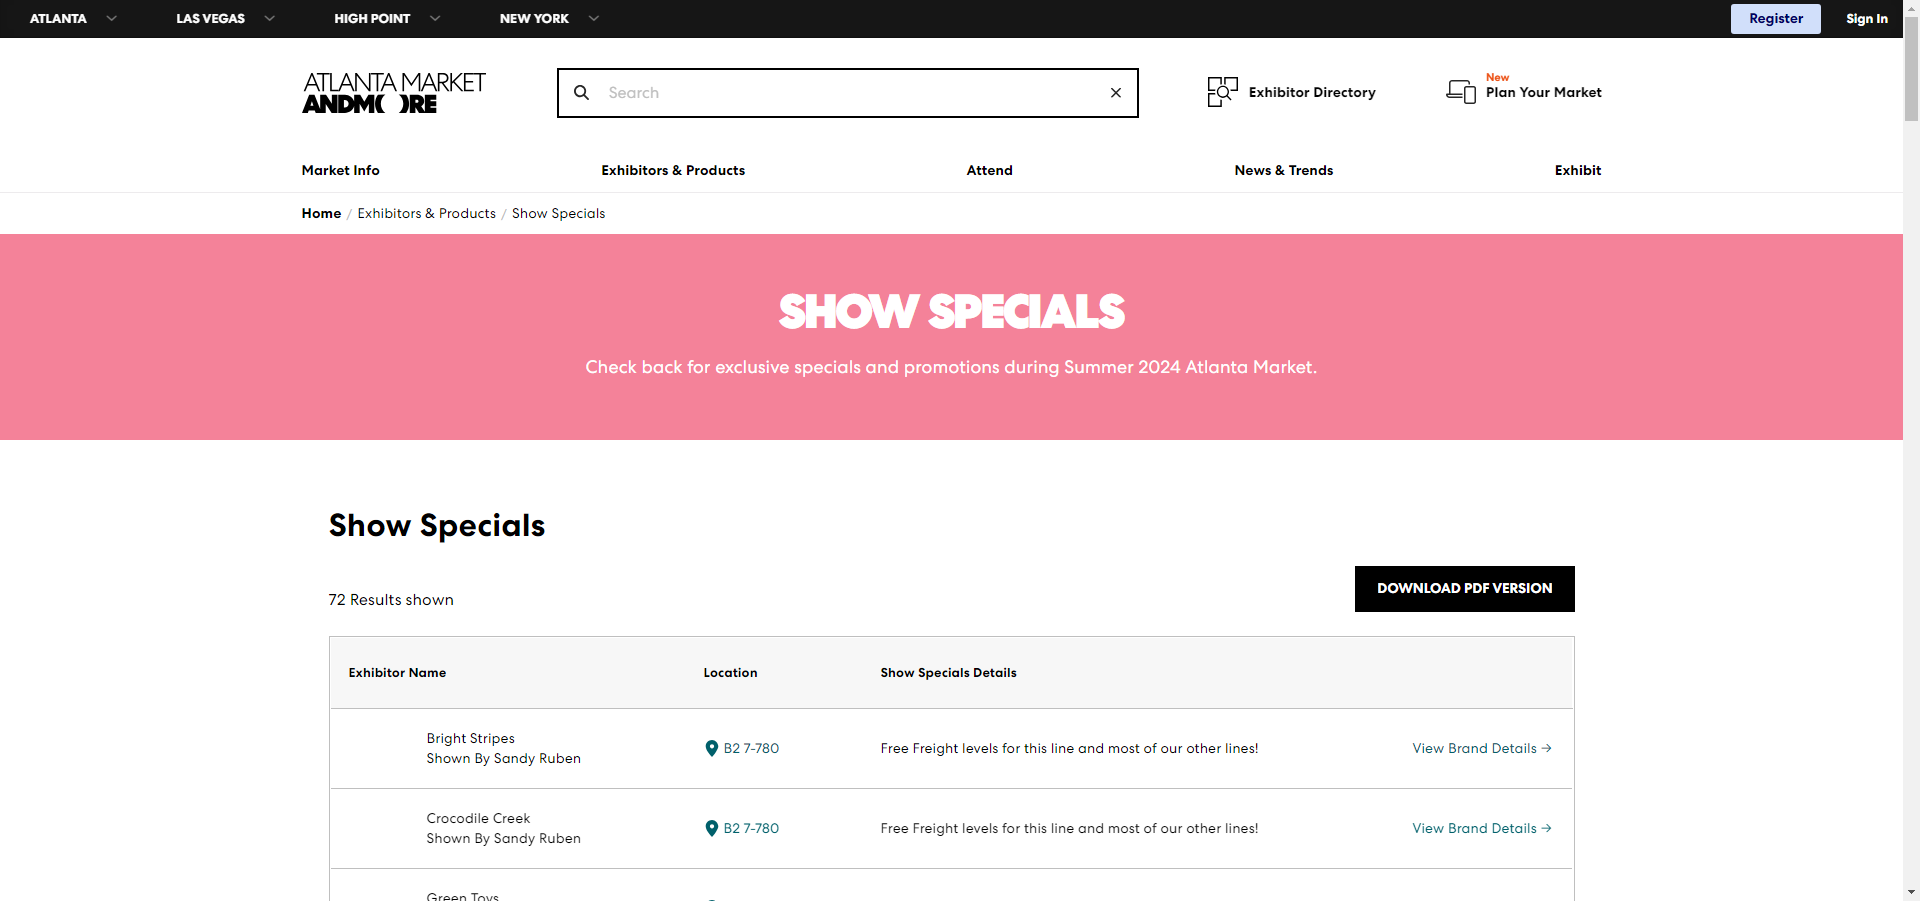 ATLANTA
LAS VEGAS
HIGH POINT
NEW YORK
Register
Sign In
ATLANTA MARKET
ANDMORE
Search
Exhibitor Directory
New
Plan Your Market
Market Info
Exhibitors & Products
Attend
News & Trends
Exhibit
Home / Exhibitors & Products / Show Specials
SHOW SPECIALS
Check back for exclusive specials and promotions during Summer 2024 Atlanta Market.
Show Specials
72 Results shown
DOWNLOAD PDF VERSION
Exhibitor Name
Location
Show Specials Details
Bright Stripes
Shown By Sandy Ruben
B2 7-780
Free Freight levels for this line and most of our other lines!
View Brand Details →
Crocodile Creek
Shown By Sandy Ruben
B2 7-780
Free Freight levels for this line and most of our other lines!
View Brand Details →
Green Toys